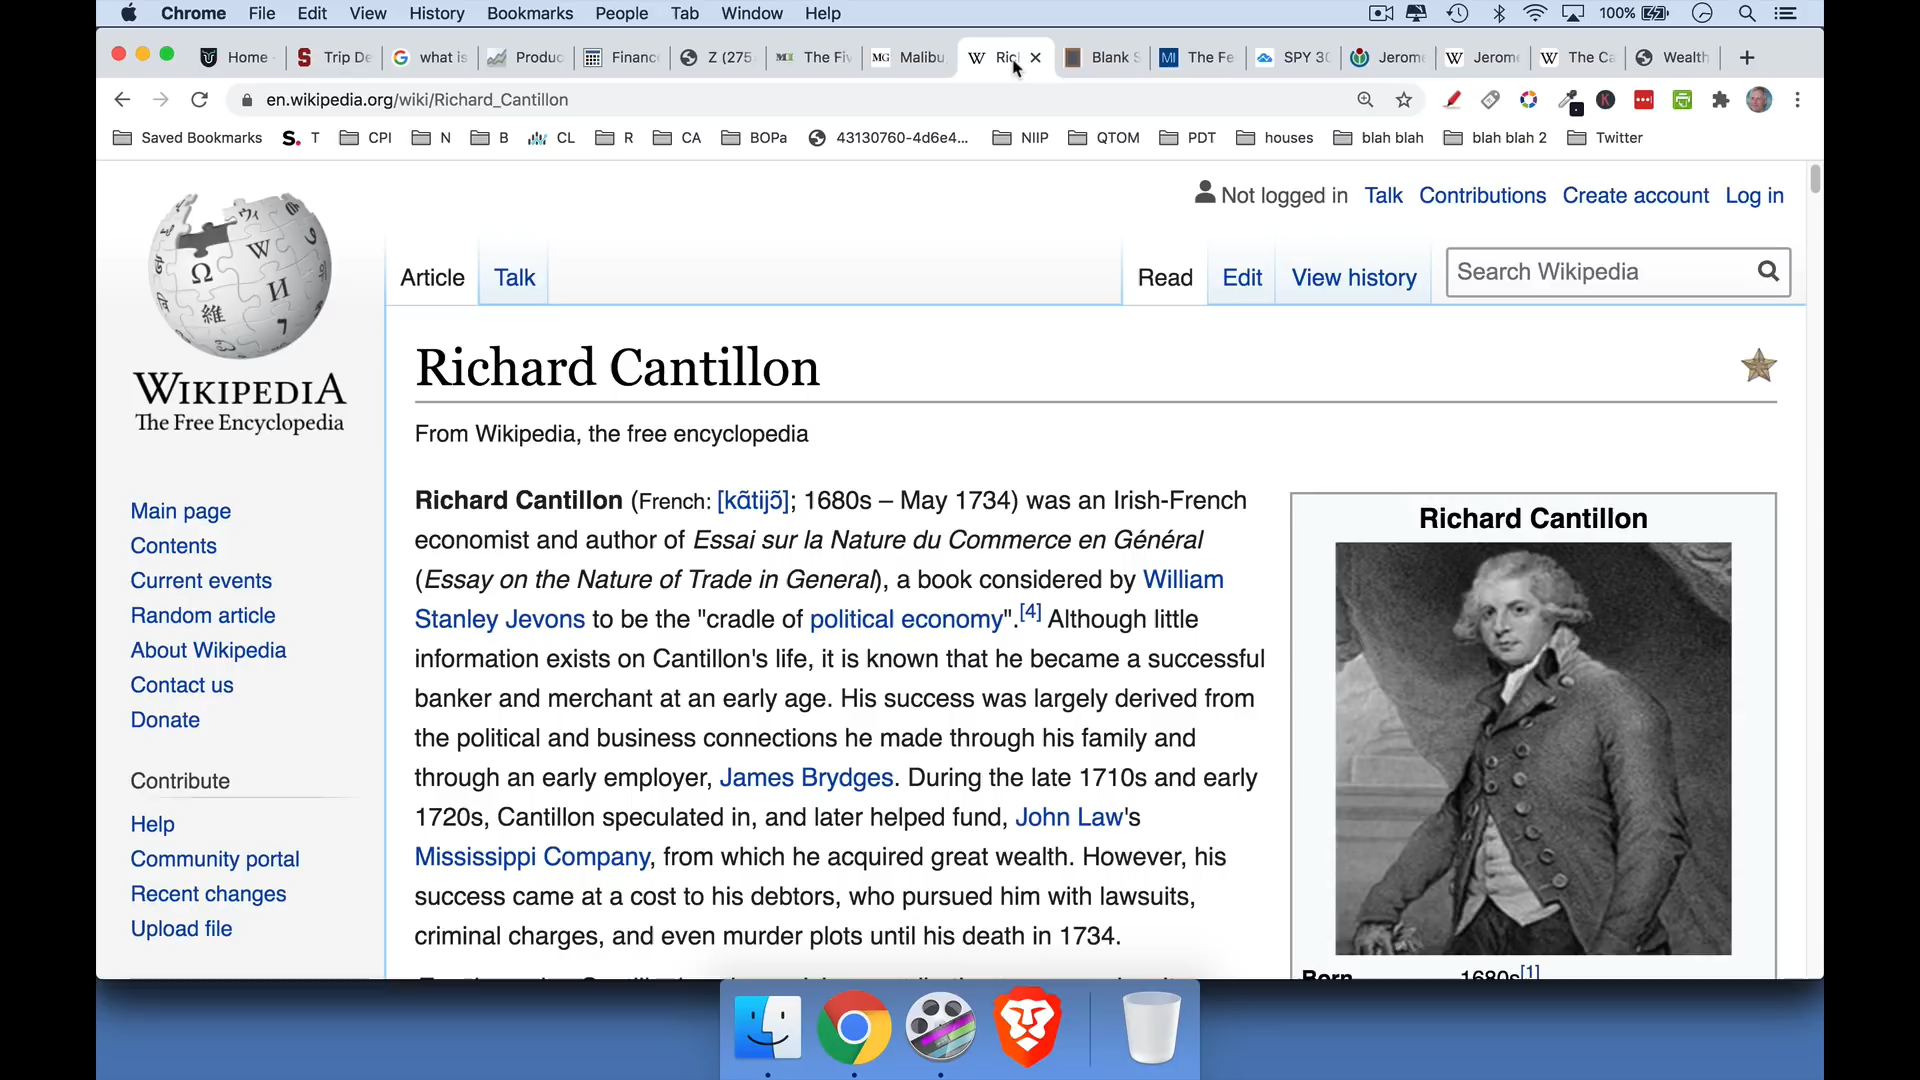 Chrome File Edit View History Bookmarks People Tab Window Help 100%
Home Trip De what is Produc Financ Z (275 The Fiv Malibu Ric Blank S The Fe SPY 30 Jerome Jerome The Ca Wealth
en.wikipedia.org/wiki/Richard_Cantillon
Saved Bookmarks S. T CPI N B CL R CA BOPa 43130760-4d6e4... NIIP QTOM PDT houses blah blah blah blah 2 Twitter
Not logged in Talk Contributions Create account Log in
Article Talk Read Edit View history Search Wikipedia
WIKIPEDIA
The Free Encyclopedia
Main page
Contents
Current events
Random article
About Wikipedia
Contact us
Donate
Contribute
Help
Community portal
Recent changes
Upload file
Richard Cantillon
From Wikipedia, the free encyclopedia
Richard Cantillon (French: [kɑ̃tijɔ̃]; 1680s – May 1734) was an Irish-French
economist and author of Essai sur la Nature du Commerce en Général
(Essay on the Nature of Trade in General), a book considered by William
Stanley Jevons to be the "cradle of political economy".[4] Although little
information exists on Cantillon's life, it is known that he became a successful
banker and merchant at an early age. His success was largely derived from
the political and business connections he made through his family and
through an early employer, James Brydges. During the late 1710s and early
1720s, Cantillon speculated in, and later helped fund, John Law's
Mississippi Company, from which he acquired great wealth. However, his
success came at a cost to his debtors, who pursued him with lawsuits,
criminal charges, and even murder plots until his death in 1734.
Richard Cantillon
Born 1680s[1]